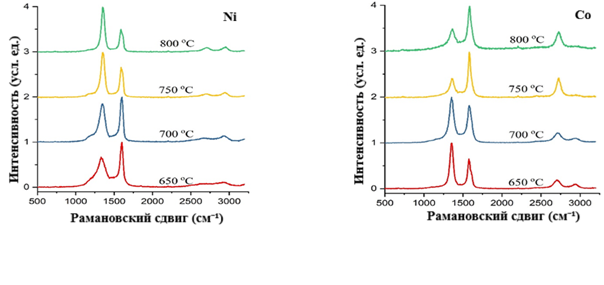 Ni
Интенсивность (усл. ед.)
4
3
2
1
0
800 °C
750 °C
700 °C
650 °C
500 1000 1500 2000 2500 3000
Рамановский сдвиг (см⁻¹)
Co
Интенсивность (усл. ед.)
4
3
2
1
0
800 °C
750 °C
700 °C
650 °C
500 1000 1500 2000 2500 3000
Рамановский сдвиг (см⁻¹)